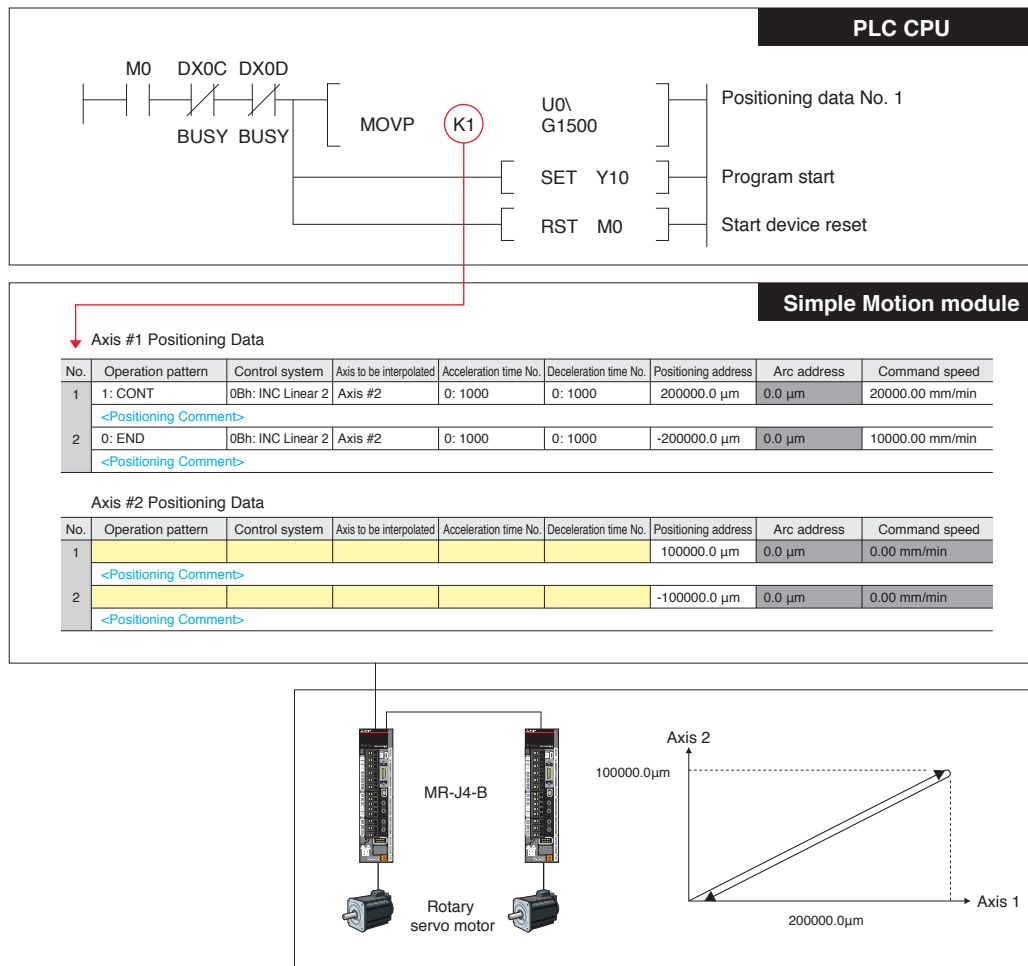 PLC CPU
M0 DX0C DX0D
BUSY BUSY
MOVP K1 U0\
G1500
Positioning data No. 1
SET Y10 Program start
RST M0 Start device reset
Simple Motion module
Axis #1 Positioning Data
No. Operation pattern Control system Axis to be interpolated Acceleration time No. Deceleration time No. Positioning address Arc address Command speed
1 1: CONT 0Bh: INC Linear 2 Axis #2 0: 1000 0: 1000 200000.0 µm 0.0 µm 20000.00 mm/min
<Positioning Comment>
2 0: END 0Bh: INC Linear 2 Axis #2 0: 1000 0: 1000 -200000.0 µm 0.0 µm 10000.00 mm/min
<Positioning Comment>
Axis #2 Positioning Data
No. Operation pattern Control system Axis to be interpolated Acceleration time No. Deceleration time No. Positioning address Arc address Command speed
1 100000.0 µm 0.0 µm 0.00 mm/min
<Positioning Comment>
2 -100000.0 µm 0.0 µm 0.00 mm/min
<Positioning Comment>
MR-J4-B
Rotary
servo motor
Axis 2
100000.0µm
Axis 1
200000.0µm